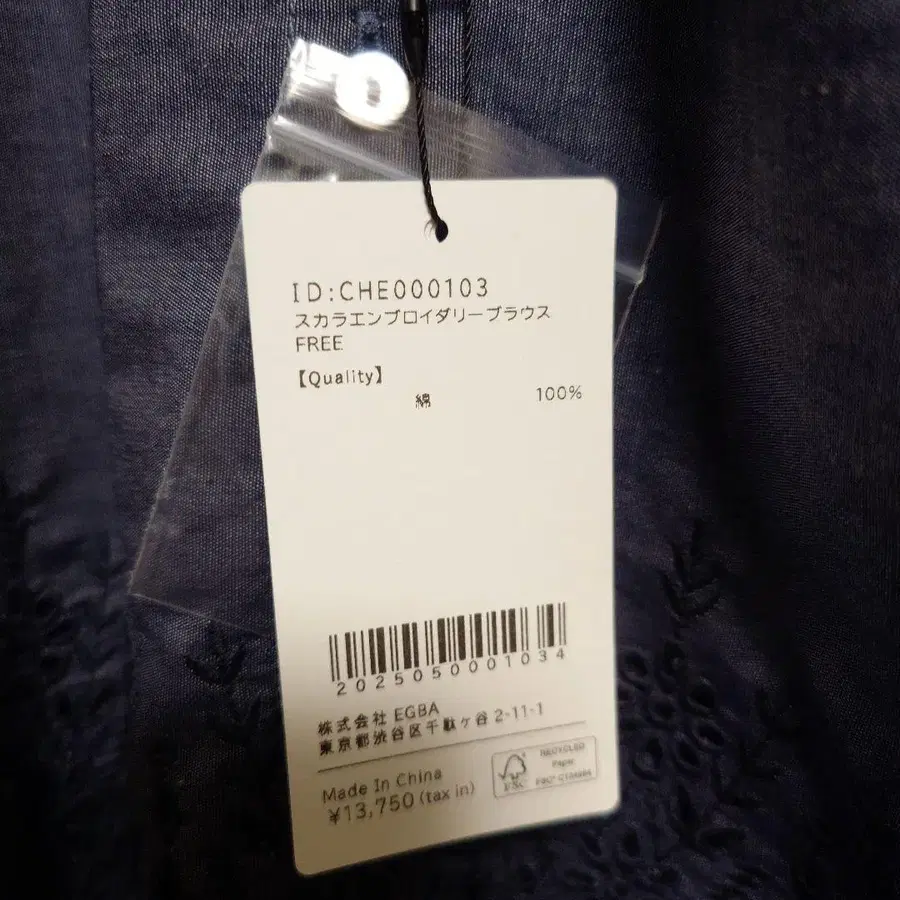 ID:CHE000103
スカラエンブロイダリーブラウス
FREE
【Quality】
綿 100%
2025050001034
株式会社 EGBA
東京都渋谷区千駄ヶ谷 2-11-1
Made In China
¥13,750 (tax in)
FSC
RECYCLED
Paper